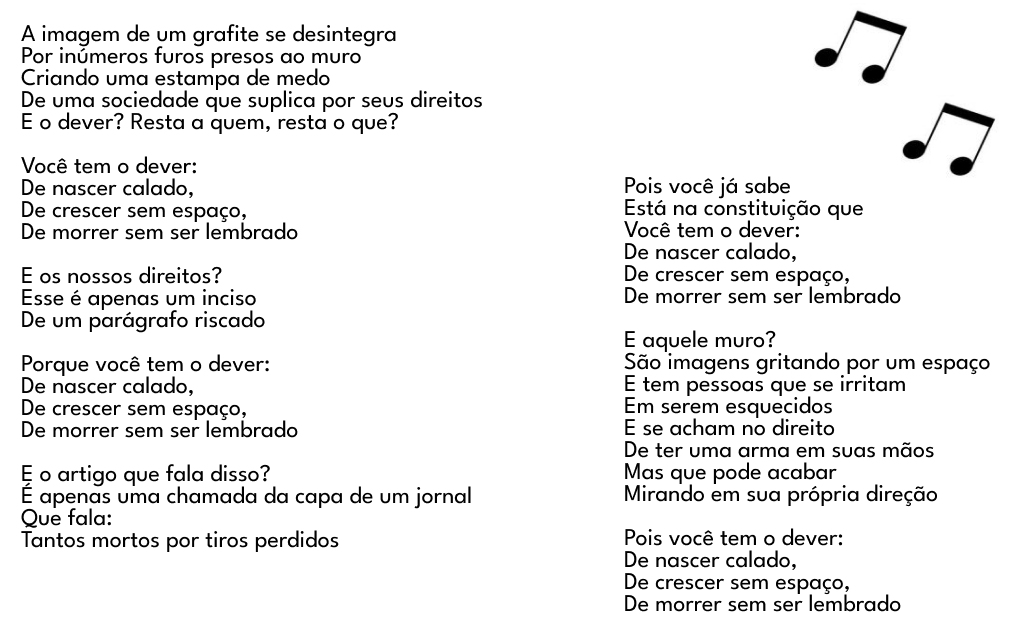 A imagem de um grafite se desintegra
Por inúmeros furos presos ao muro
Criando uma estampa de medo
De uma sociedade que suplica por seus direitos
E o dever? Resta a quem, resta o que?
Você tem o dever:
De nascer calado,
De crescer sem espaço,
De morrer sem ser lembrado
E os nossos direitos?
Esse é apenas um inciso
De um parágrafo riscado
Porque você tem o dever:
De nascer calado,
De crescer sem espaço,
De morrer sem ser lembrado
E o artigo que fala disso?
É apenas uma chamada da capa de um jornal
Que fala:
Tantos mortos por tiros perdidos
Pois você já sabe
Está na constituição que
Você tem o dever:
De nascer calado,
De crescer sem espaço,
De morrer sem ser lembrado
E aquele muro?
São imagens gritando por um espaço
E tem pessoas que se irritam
Em serem esquecidos
E se acham no direito
De ter uma arma em suas mãos
Mas que pode acabar
Mirando em sua própria direção
Pois você tem o dever:
De nascer calado,
De crescer sem espaço,
De morrer sem ser lembrado